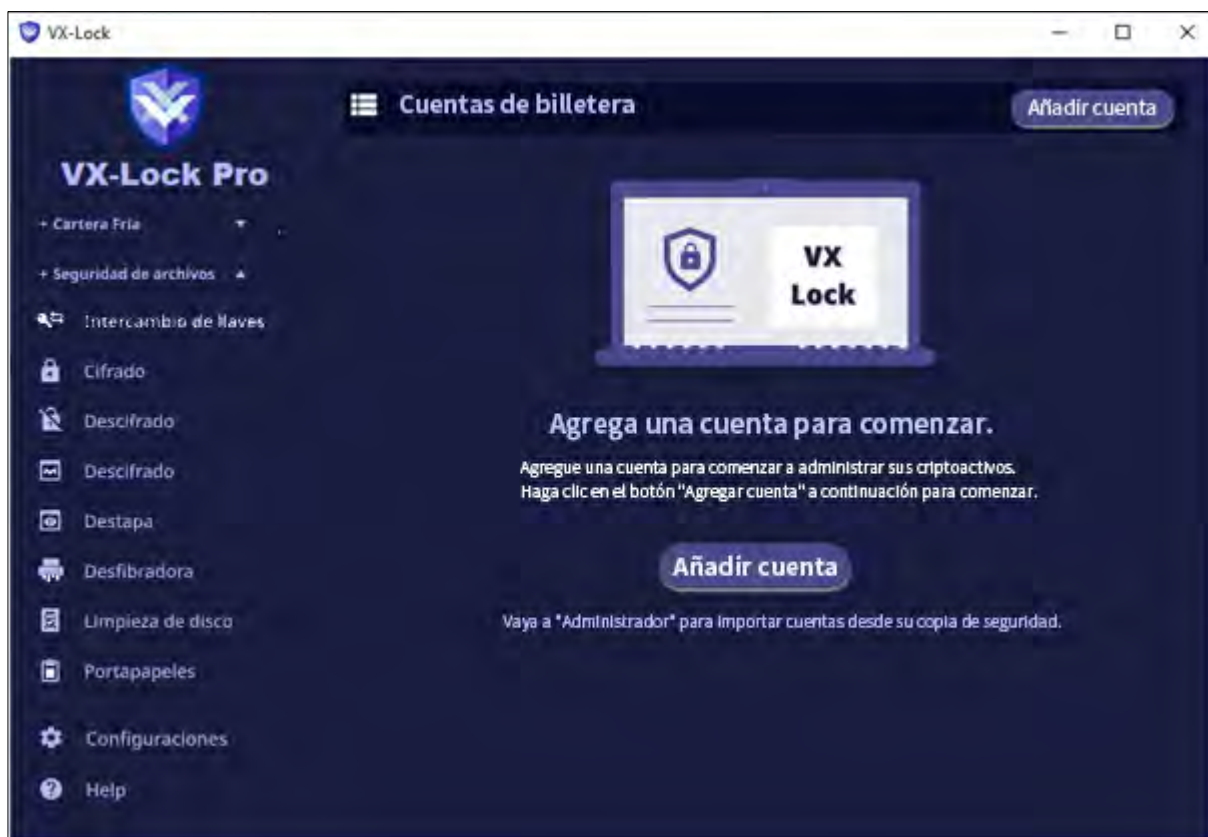 VX-Lock
VX-Lock Pro
+ Cartera Fria
+ Seguridad de archivos
Intercambio de llaves
Cifrado
Descifrado
Descifrado
Destapa
Desfibradora
Limpieza de disco
Portapapeles
Configuraciones
Help
Cuentas de billetera
Añadir cuenta
VX
Lock
Agrega una cuenta para comenzar.
Agregue una cuenta para comenzar a administrar sus criptoactivos.
Haga clic en el botón "Agregar cuenta" a continuación para comenzar.
Añadir cuenta
Vaya a "Administrador" para importar cuentas desde su copia de seguridad.